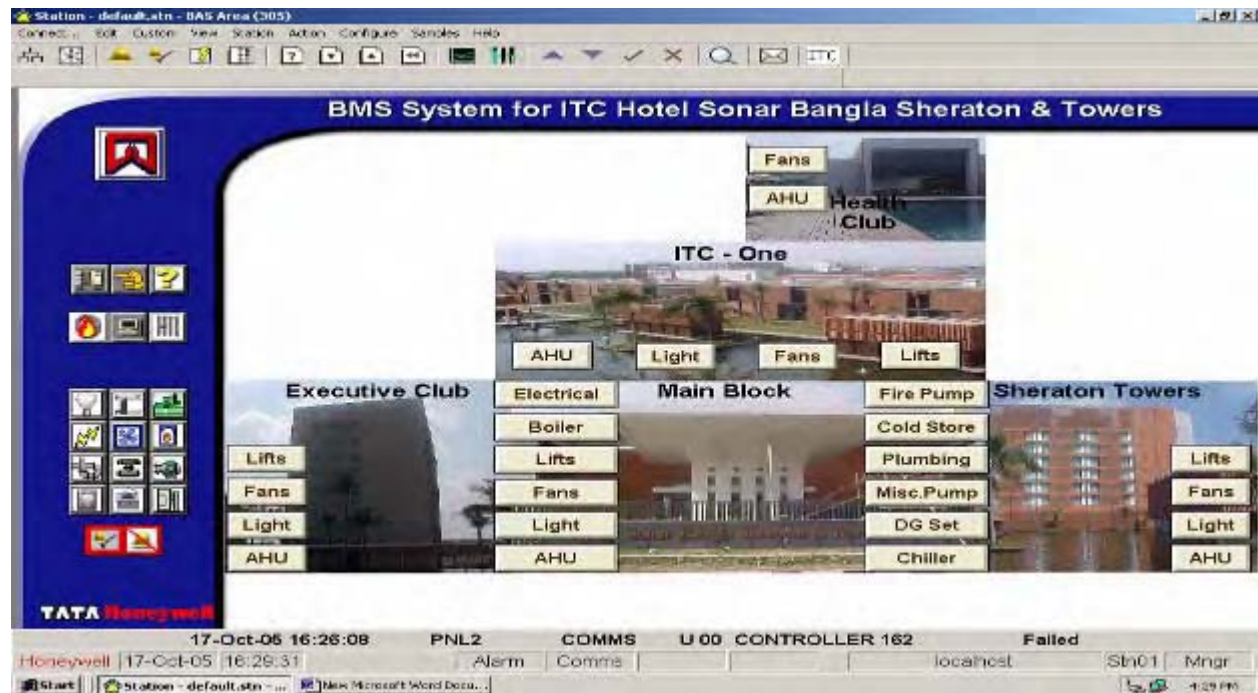 Station - default.stn - BAS Area (305)
Connect... Edit Custom View Station Action Configure Samples Help
ITC
BMS System for ITC Hotel Sonar Bangla Sheraton & Towers
Fans
AHU
Health
Club
ITC - One
AHU Light Fans Lifts
Executive Club
Lifts
Fans
Light
AHU
Main Block
Electrical
Boiler
Lifts
Fans
Light
AHU
Fire Pump
Cold Store
Plumbing
Misc.Pump
DG Set
Chiller
Sheraton Towers
Lifts
Fans
Light
AHU
TATA Honeywell
17-Oct-05 16:26:08 PNL2 COMMS U 00 CONTROLLER 162 Failed
Honeywell 17-Oct-05 16:29:31 Alarm Comms localhost Stn01 Mngr
Start Station - default.stn - ... New Microsoft Word Docu... 4:29 PM